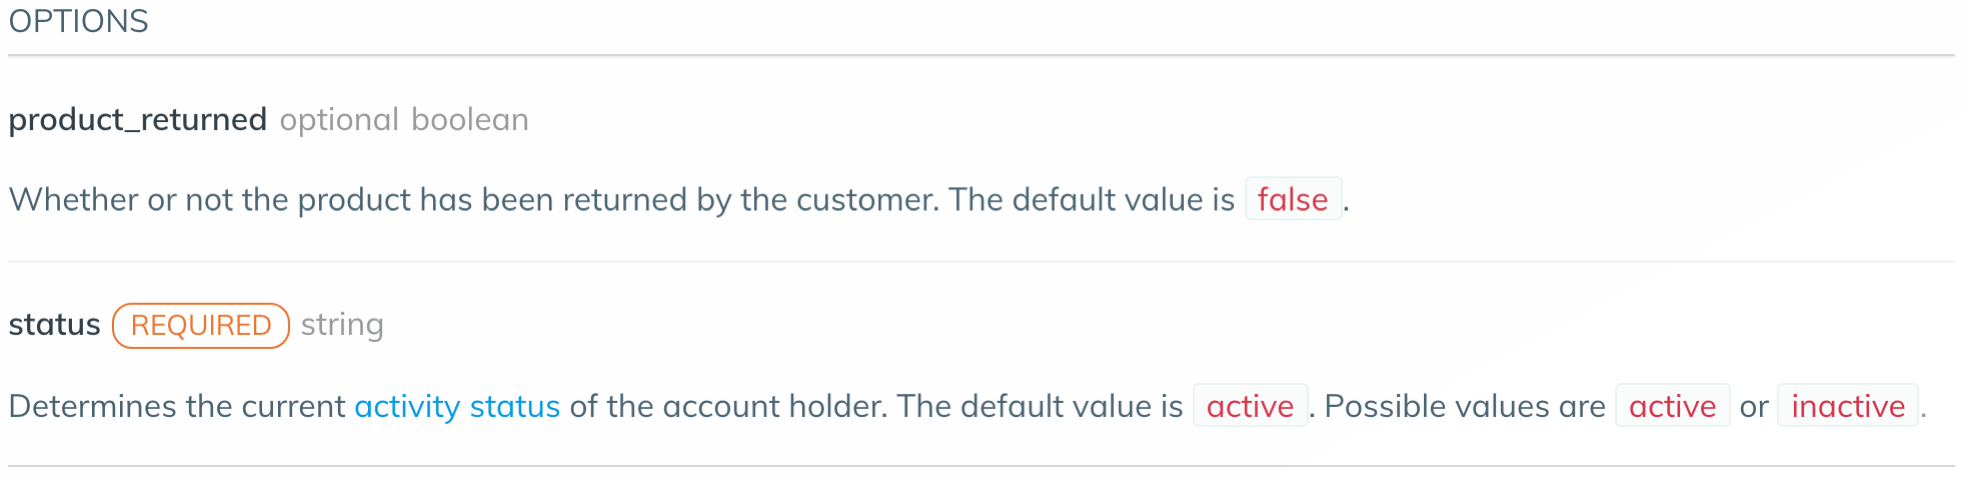 OPTIONS
product_returned optional boolean
Whether or not the product has been returned by the customer. The default value is false.
status REQUIRED string
Determines the current activity status of the account holder. The default value is active. Possible values are active or inactive.